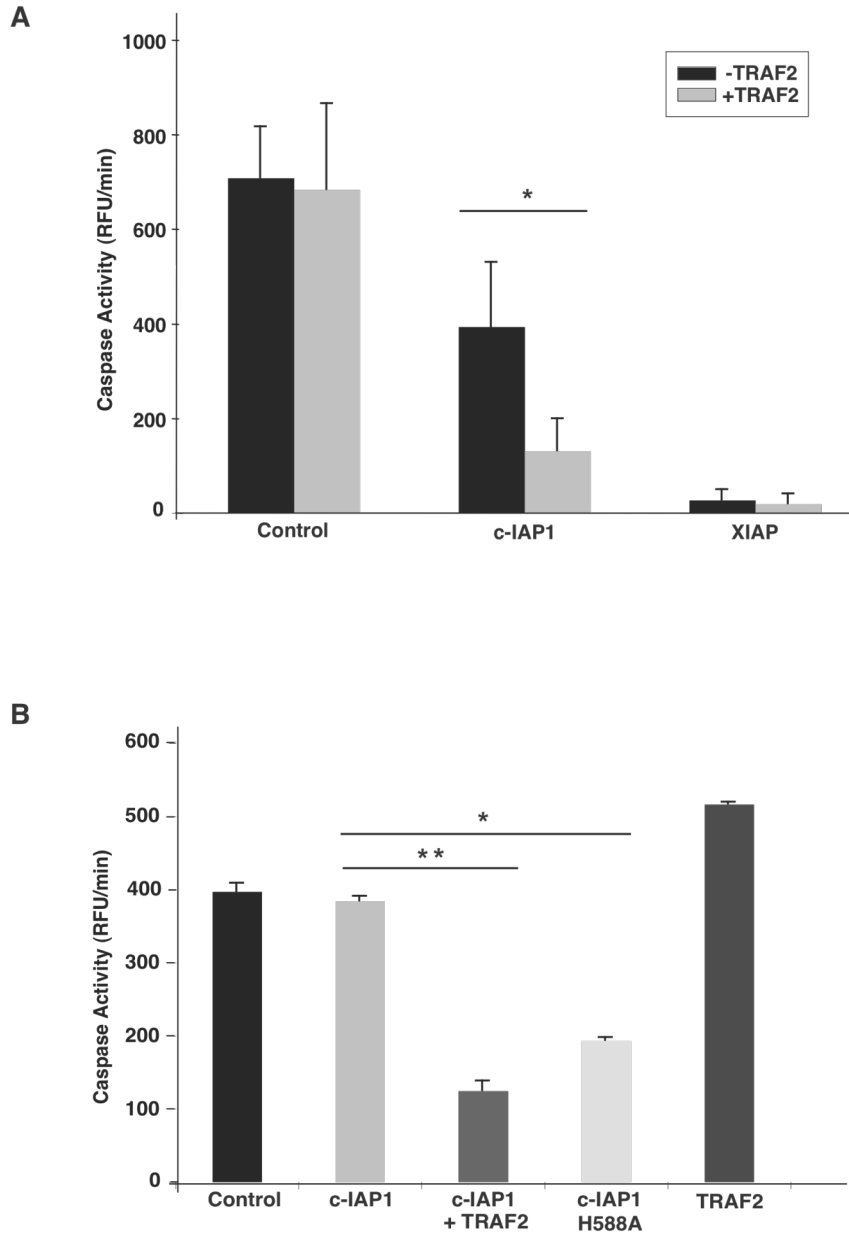 A
1000
800
600
400
200
0
Caspase Activity (RFU/min)
-TRAF2
+TRAF2
*
Control
c-IAP1
XIAP
B
600
500
400
300
200
100
0
Caspase Activity (RFU/min)
*
**
Control
c-IAP1
c-IAP1
+ TRAF2
c-IAP1
H588A
TRAF2